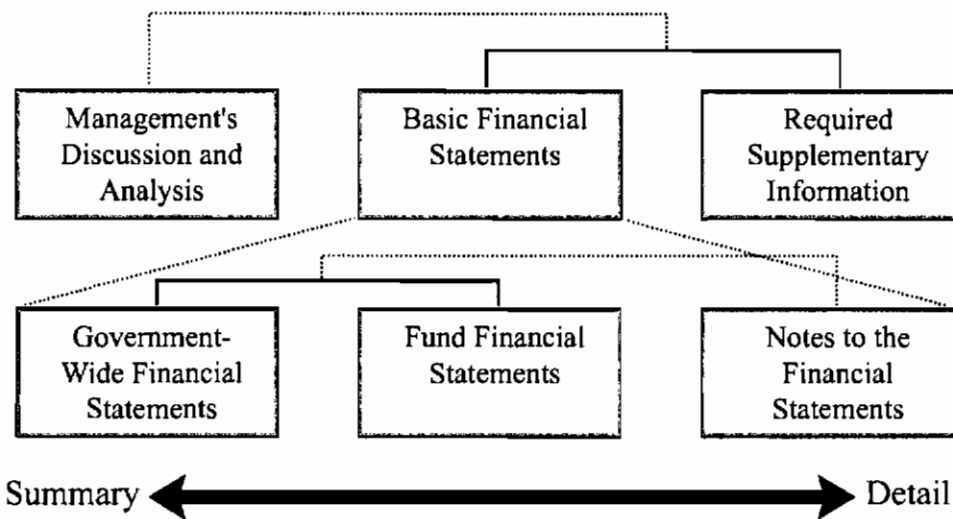 Management's
Discussion and
Analysis
Basic Financial
Statements
Required
Supplementary
Information
Government-
Wide Financial
Statements
Fund Financial
Statements
Notes to the
Financial
Statements
Summary
Detail